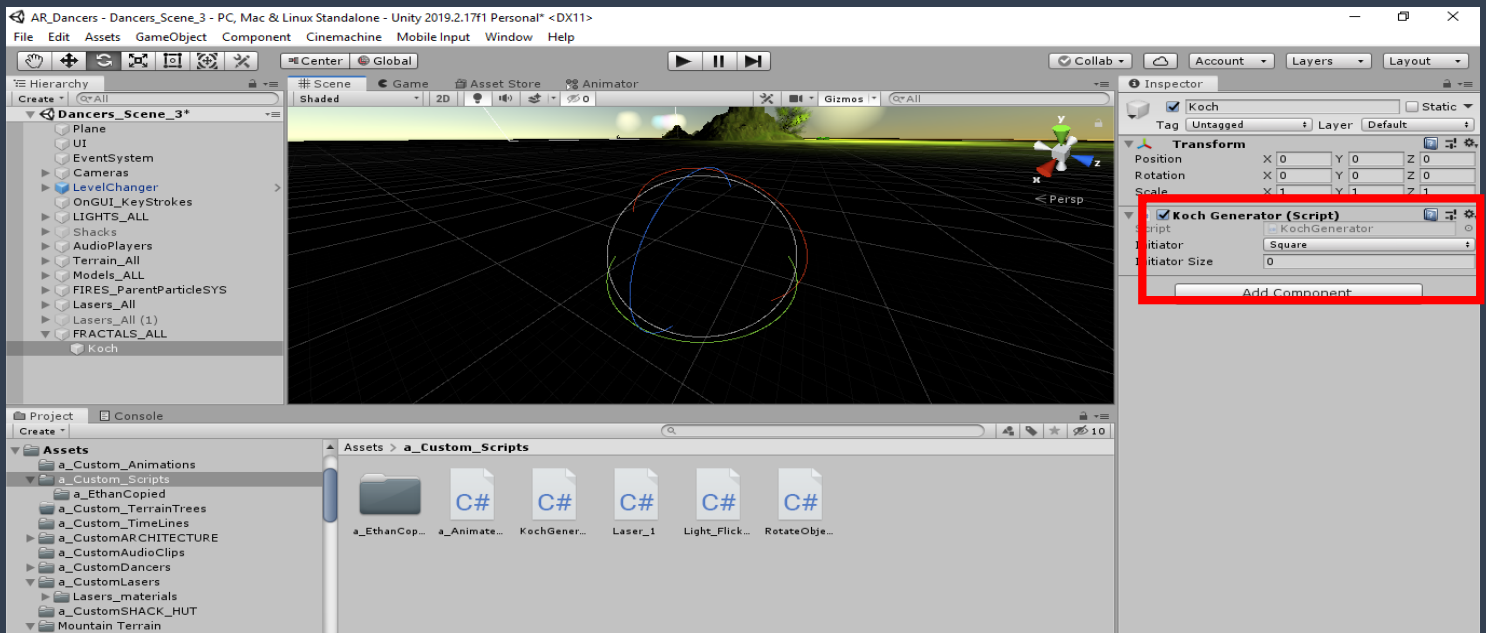 AR_Dancers - Dancers_Scene_3 - PC, Mac & Linux Standalone - Unity 2019.2.17f1 Personal* <DX11>
File Edit Assets GameObject Component Cinemachine Mobile Input Window Help
Center Global Collab Account Layers Layout
Hierarchy
Create All
Dancers_Scene_3*
Plane
UI
EventSystem
Cameras
LevelChanger
OnGUI_KeyStrokes
LIGHTS_ALL
Shacks
AudioPlayers
Terrain_All
Models_ALL
FIRES_ParentParticleSYS
Lasers_All
Lasers_All (1)
FRACTALS_ALL
Koch
Scene Game Asset Store Animator
Shaded 2D 0 Gizmos All
y
z
x
Persp
Inspector
Koch Static
Tag Untagged Layer Default
Transform
Position X 0 Y 0 Z 0
Rotation X 0 Y 0 Z 0
Scale X 1 Y 1 Z 1
Koch Generator (Script)
Script KochGenerator
Initiator Square
Initiator Size 0
Add Component
Project Console
Create 10
Assets
a_Custom_Animations
a_Custom_Scripts
a_EthanCopied
a_Custom_TerrainTrees
a_Custom_TimeLines
a_CustomARCHITECTURE
a_CustomAudioClips
a_CustomDancers
a_CustomLasers
Lasers_materials
a_CustomSHACK_HUT
Mountain Terrain
Assets > a_Custom_Scripts
C# C# C# C# C#
a_EthanCop... a_Animate... KochGener... Laser_1 Light_Flick... RotateObje...